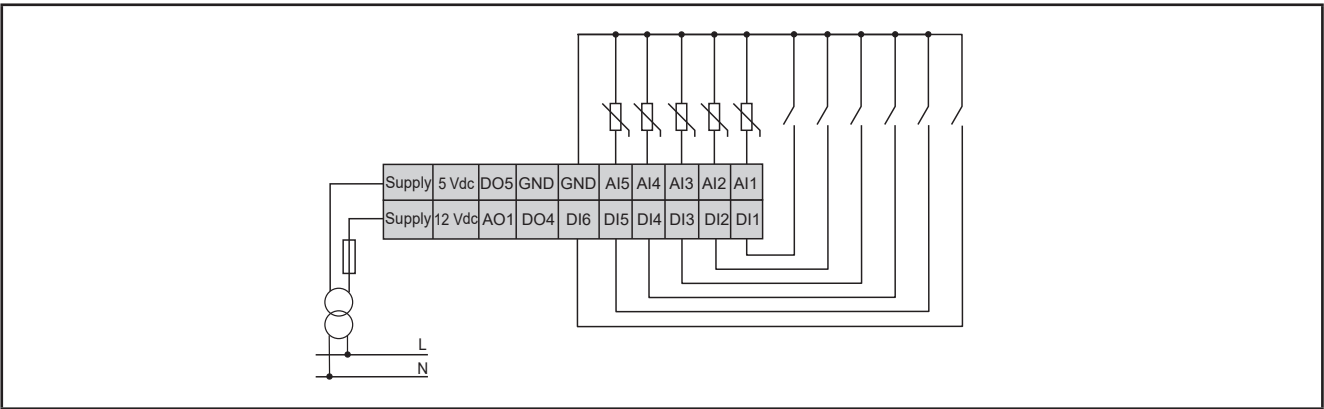 Supply 5 Vdc DO5 GND GND AI5 AI4 AI3 AI2 AI1
Supply 12 Vdc AO1 DO4 DI6 DI5 DI4 DI3 DI2 DI1
L
N